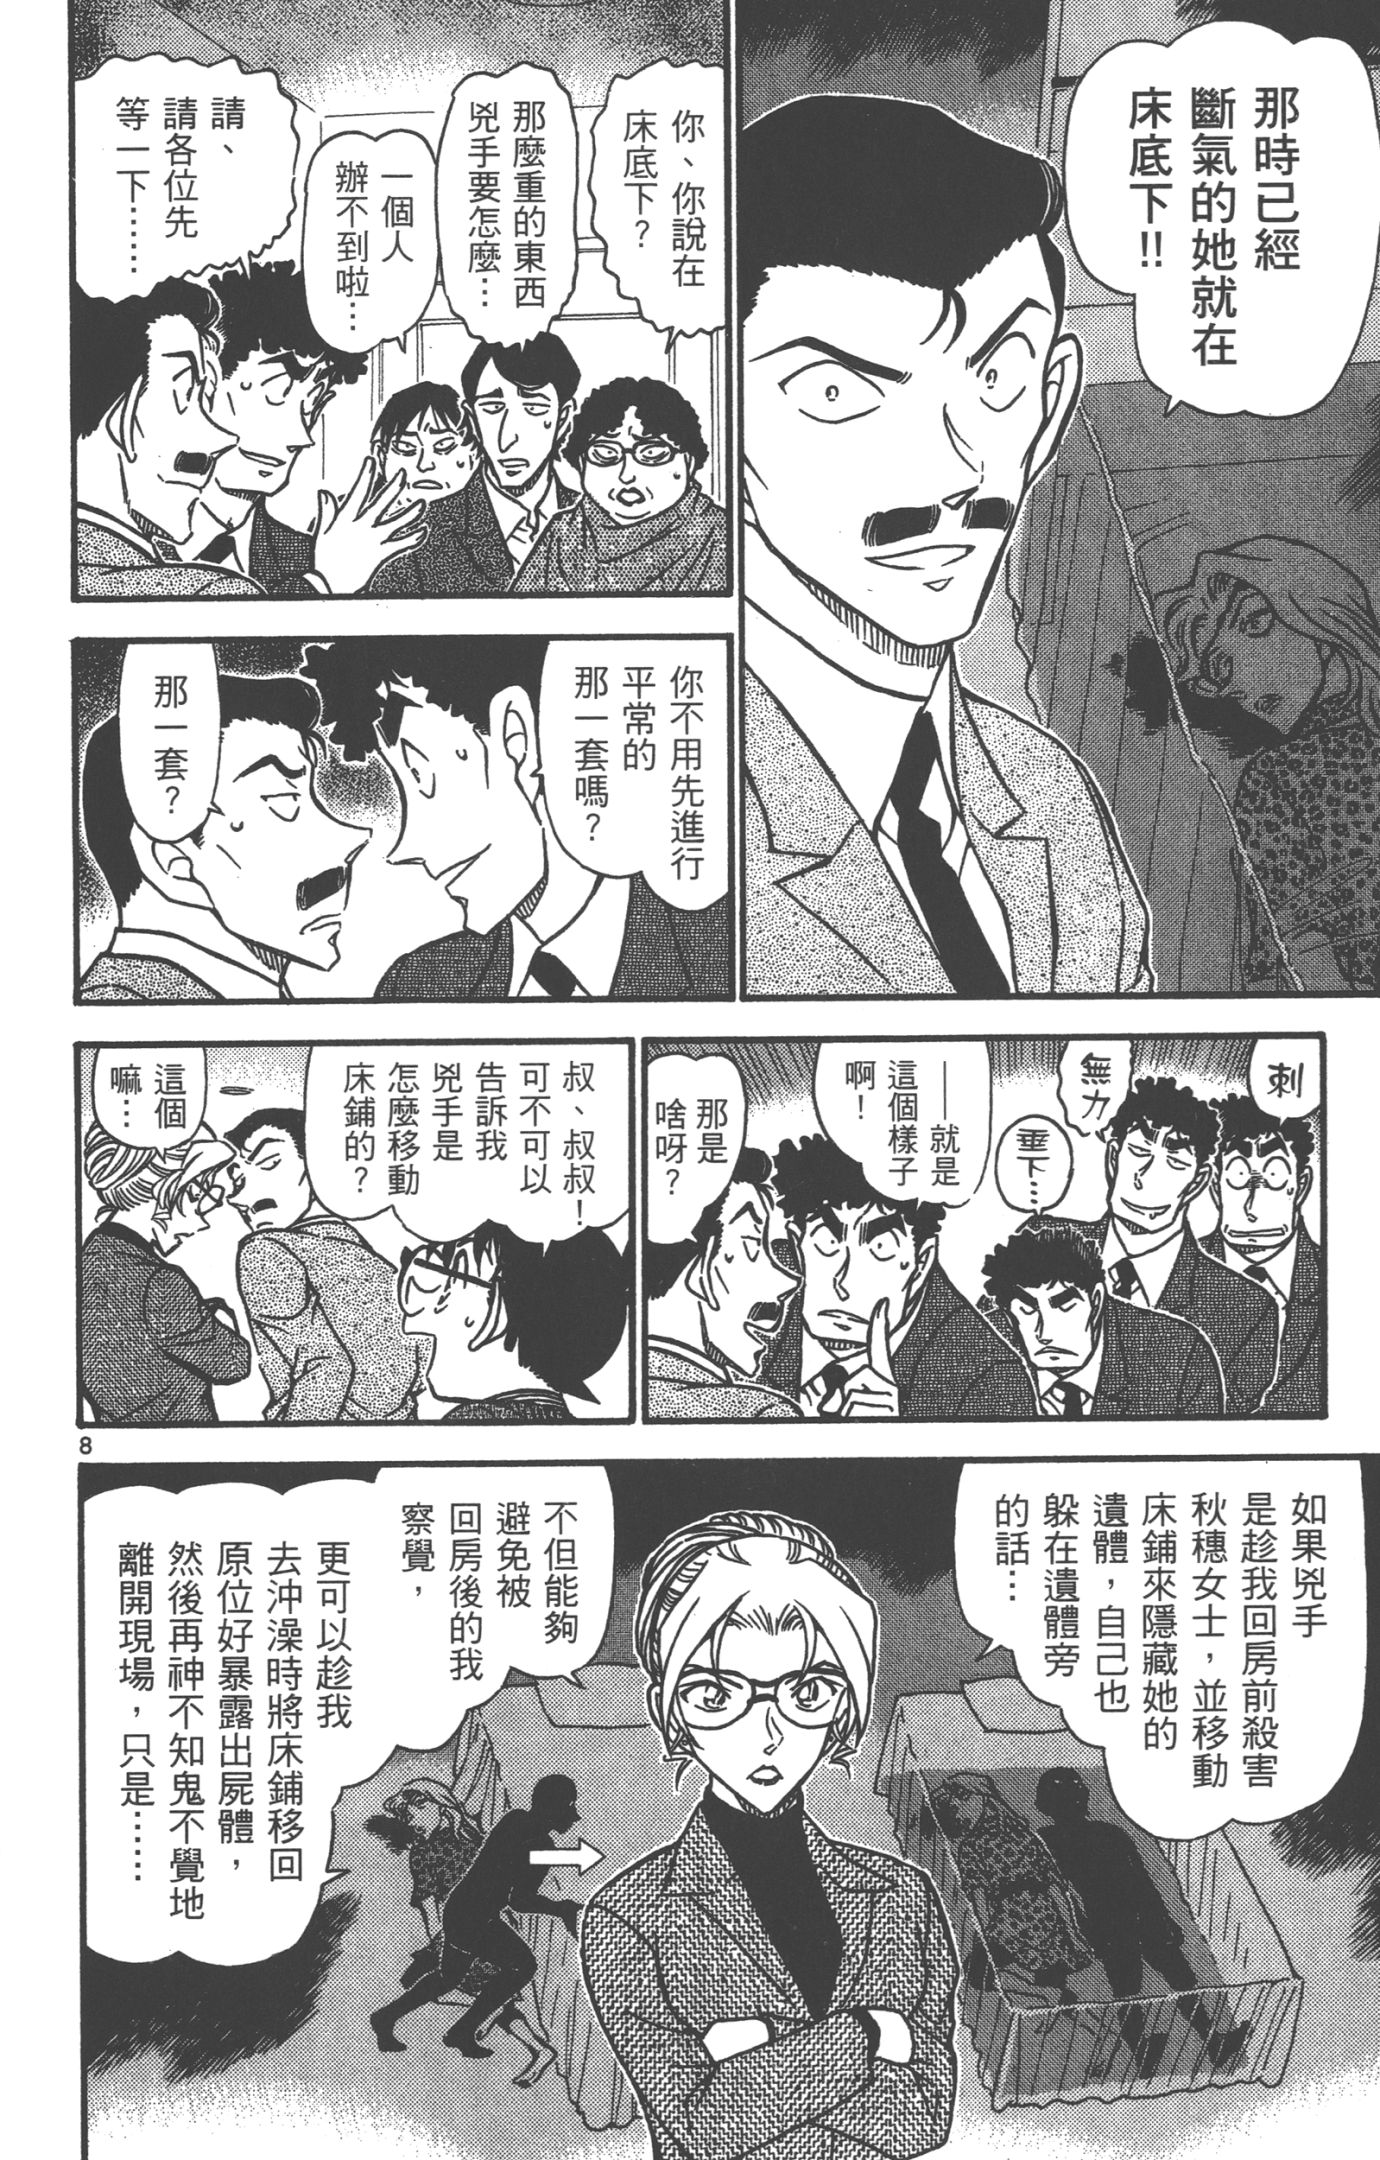 那時已經
斷氣的她就在
床底下!!
你、你說在
床底下？
那麼重的東西
兇手要怎麼…
一個人
辦不到啦…
請、
請各位先
等一下……
你不用先進行
平常的
那一套嗎？
那一套？
刺
無力
垂下…
——就是
這個樣子
啊！
那是
啥呀？
叔、叔叔！
可不可以
告訴我
兇手是
怎麼移動
床鋪的？
這個
嘛…
如果兇手
是趁我回房前殺害
秋穗女士，並移動
床鋪來隱藏她的
遺體，自己也
躲在遺體旁
的話…
不但能夠
避免被
回房後的我
察覺，
更可以趁我
去沖澡時將床鋪移回
原位好暴露出屍體，
然後再神不知鬼不覺地
離開現場，只是……
8